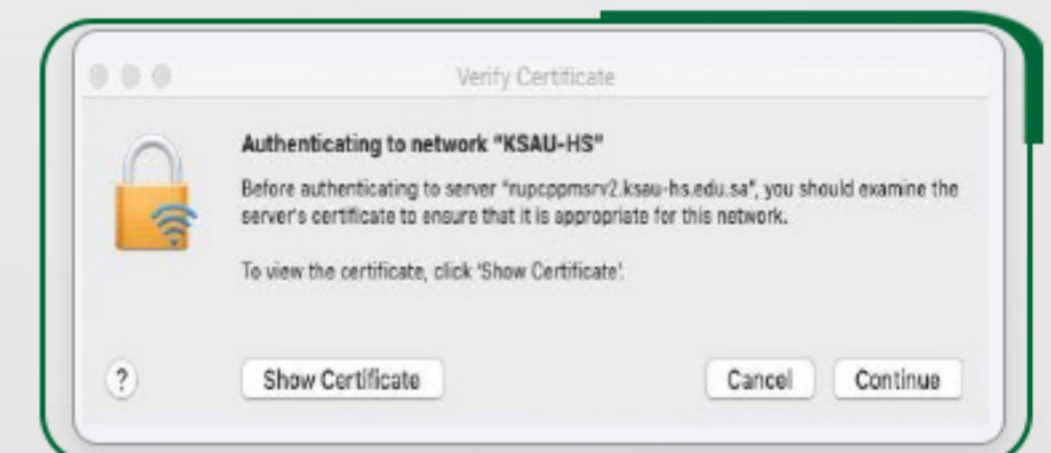 Verify Certificate
Authenticating to network "KSAU-HS"
Before authenticating to server "rupcppmsrv2.ksau-hs.edu.sa", you should examine the
server's certificate to ensure that it is appropriate for this network.
To view the certificate, click 'Show Certificate'.
?
Show Certificate
Cancel
Continue